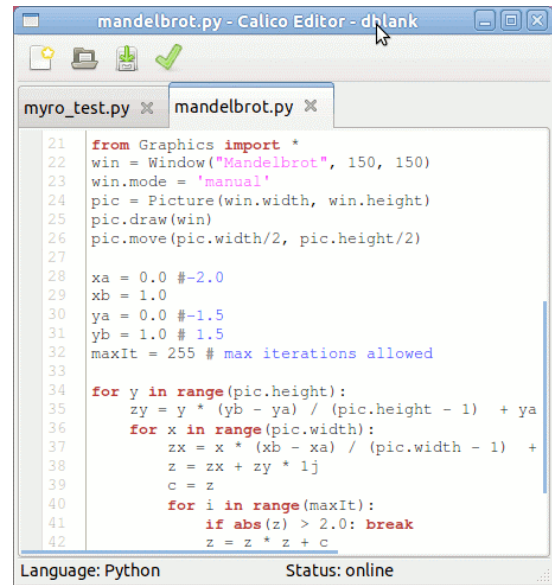 mandelbrot.py - Calico Editor - dblank
myro_test.py mandelbrot.py
21 from Graphics import *
22 win = Window("Mandelbrot", 150, 150)
23 win.mode = 'manual'
24 pic = Picture(win.width, win.height)
25 pic.draw(win)
26 pic.move(pic.width/2, pic.height/2)
27
28 xa = 0.0 #-2.0
29 xb = 1.0
30 ya = 0.0 #-1.5
31 yb = 1.0 # 1.5
32 maxIt = 255 # max iterations allowed
33
34 for y in range(pic.height):
35 zy = y * (yb - ya) / (pic.height - 1) + ya
36 for x in range(pic.width):
37 zx = x * (xb - xa) / (pic.width - 1) +
38 z = zx + zy * 1j
39 c = z
40 for i in range(maxIt):
41 if abs(z) > 2.0: break
42 z = z * z + c
Language: Python Status: online